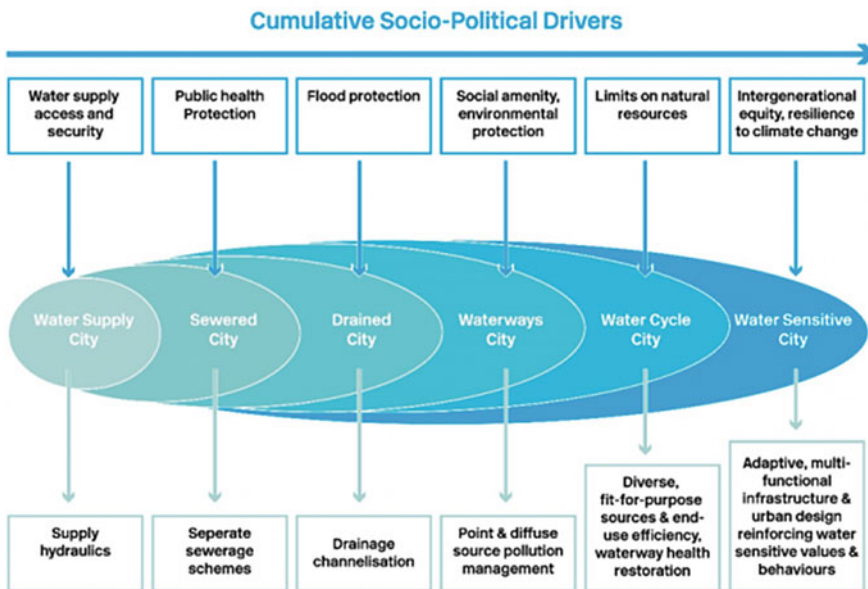 Cumulative Socio-Political Drivers
Water supply
access and
security
Public health
Protection
Flood protection
Social amenity,
environmental
protection
Limits on natural
resources
Intergenerational
equity, resilience
to climate change
Water Supply
City
Sewered
City
Drained
City
Waterways
City
Water Cycle
City
Water Sensitive
City
Supply
hydraulics
Seperate
sewerage
schemes
Drainage
channelisation
Point & diffuse
source pollution
management
Diverse,
fit-for-purpose
sources & end-
use efficiency,
waterway health
restoration
Adaptive, multi-
functional
infrastructure &
urban design
reinforcing water
sensitive values &
behaviours